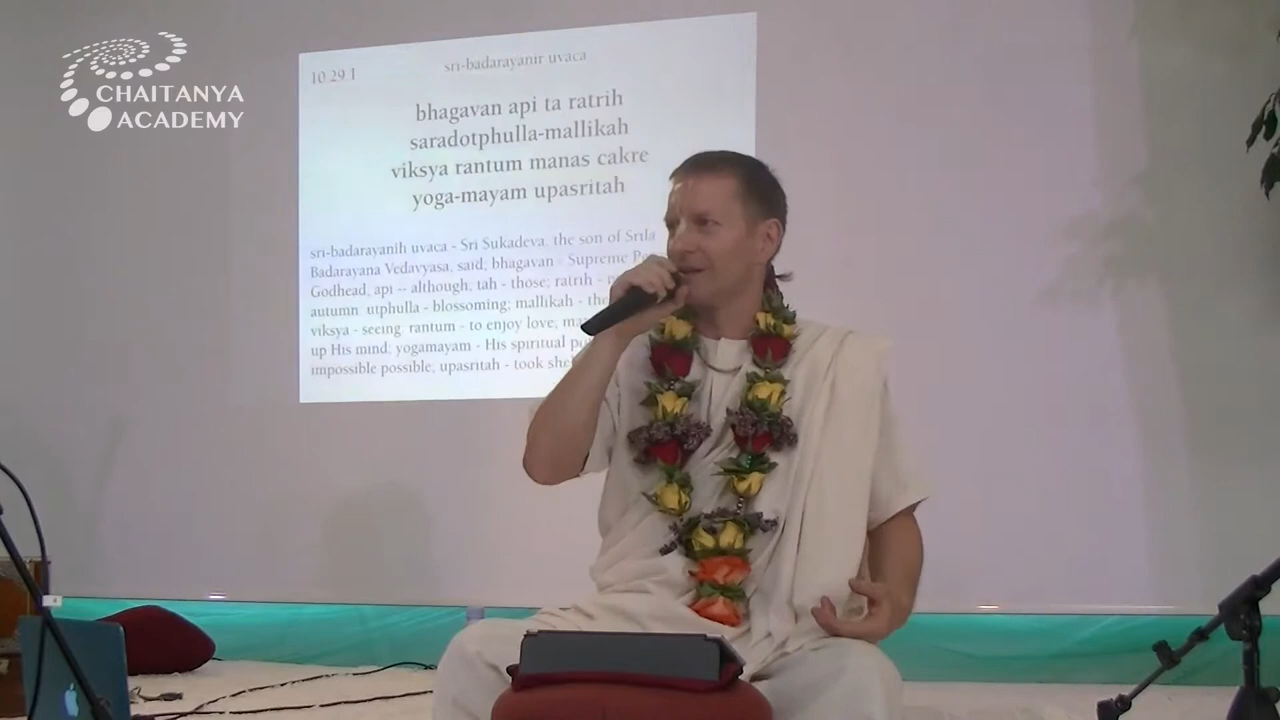 CHAITANYA
ACADEMY
10.29.1
sri-badarayanir uvaca
bhagavan api ta ratrih
saradotphulla-mallikah
viksya rantum manas cakre
yoga-mayam upasritah
sri-badarayanih uvaca - Sri Sukadeva, the son of Srila
Badarayana Vedavyasa, said; bhagavan - Supreme
Godhead, api -- although, tah - those; ratrih -
autumn utphulla - blossoming; mallikah -
viksya - seeing rantum - to enjoy love;
up His mind; yogamayam - His spiritual
impossible possible, upasritah - took